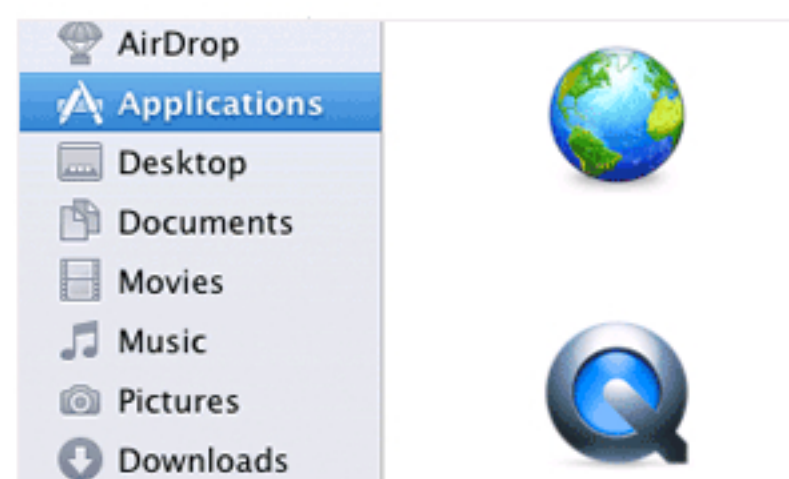 AirDrop
Applications
Desktop
Documents
Movies
Music
Pictures
Downloads